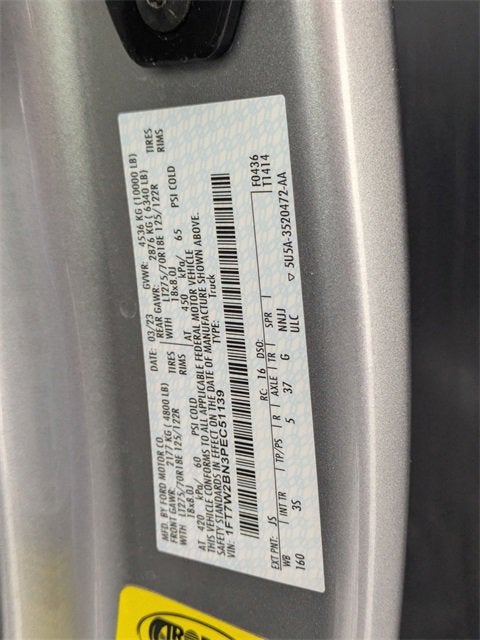 MFD. BY FORD MOTOR CO.
DATE: 03/23 GVWR: 4536 KG (10000 LB)
FRONT GAWR: 2177 KG (4800 LB) REAR GAWR: 2876 KG (6340 LB)
WITH LT275/70R18E 125/122R TIRES WITH LT275/70R18E 125/122R TIRES
18x8.0J RIMS 18x8.0J RIMS
AT 420 kPa/ 60 PSI COLD AT 450 kPa/ 65 PSI COLD
THIS VEHICLE CONFORMS TO ALL APPLICABLE FEDERAL MOTOR VEHICLE
SAFETY STANDARDS IN EFFECT ON THE DATE OF MANUFACTURE SHOWN ABOVE.
VIN: 1FT7W2BN3PEC51139 TYPE: Truck
F0436
T1414
EXT PNT: JS RC: 16 DSO:
WB INT TR TP/PS R AXLE TR SPR
160 3S 5 37 G NNJJ
ULC
▽ 5U5A-3520472-AA